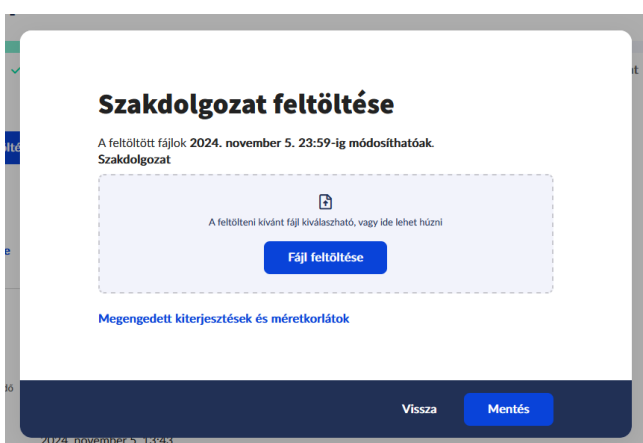 Szakdolgozat feltöltése
A feltöltött fájlok 2024. november 5. 23:59-ig módosíthatóak.
Szakdolgozat
A feltölteni kívánt fájl kiválasztható, vagy ide lehet húzni
Fájl feltöltése
Megengedett kiterjesztések és méretkorlátok
Vissza
Mentés
2024. november 5. 13:43